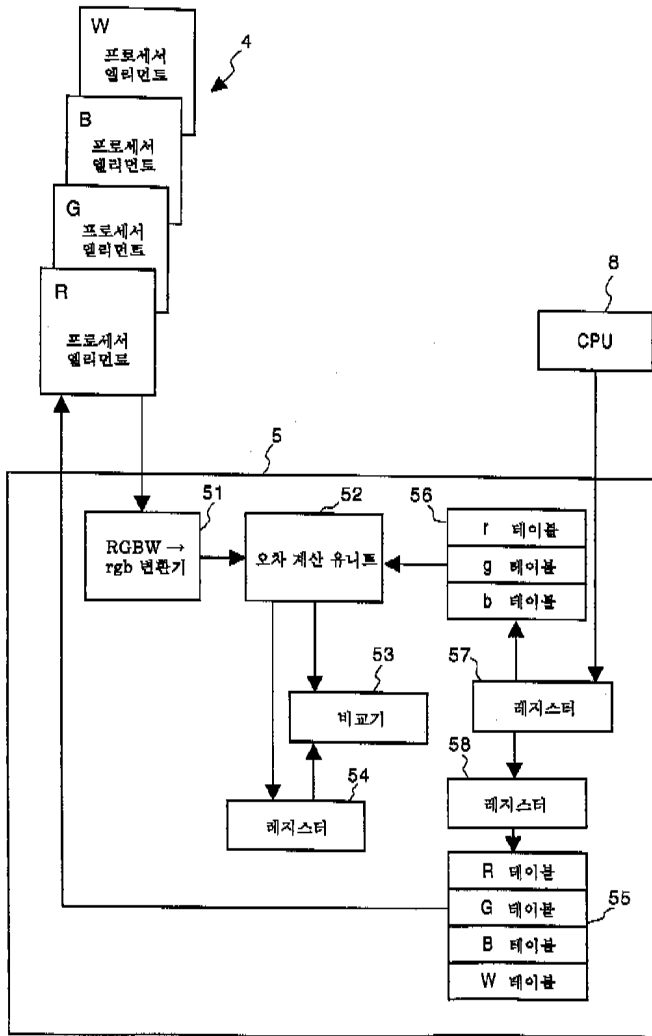 W
프로세서
엘리먼트
4
B
프로세서
엘리먼트
G
프로세서
엘리먼트
R
프로세서
엘리먼트
8
CPU
5
51
RGBW →
rgb 변환기
52
오차 계산 유니트
56
r 테이블
g 테이블
b 테이블
53
비교기
57
레지스터
54
레지스터
58
레지스터
R 테이블
G 테이블
B 테이블
W 테이블
55